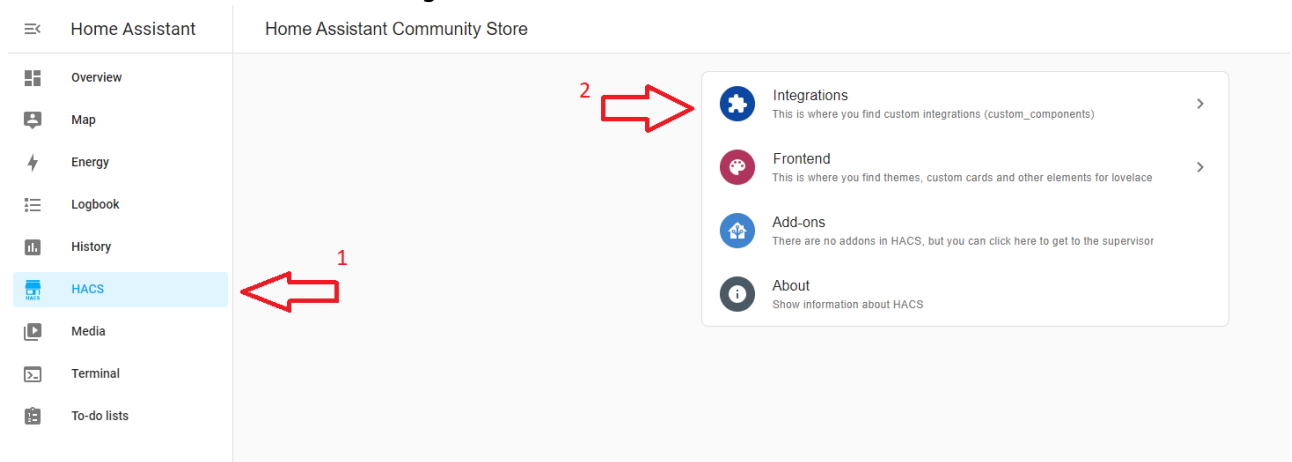 Home Assistant
Home Assistant Community Store
Overview
Map
Energy
Logbook
History
HACS
HACS
Media
Terminal
To-do lists
1
2
Integrations
This is where you find custom integrations (custom_components)
Frontend
This is where you find themes, custom cards and other elements for lovelace
Add-ons
There are no addons in HACS, but you can click here to get to the supervisor
About
Show information about HACS